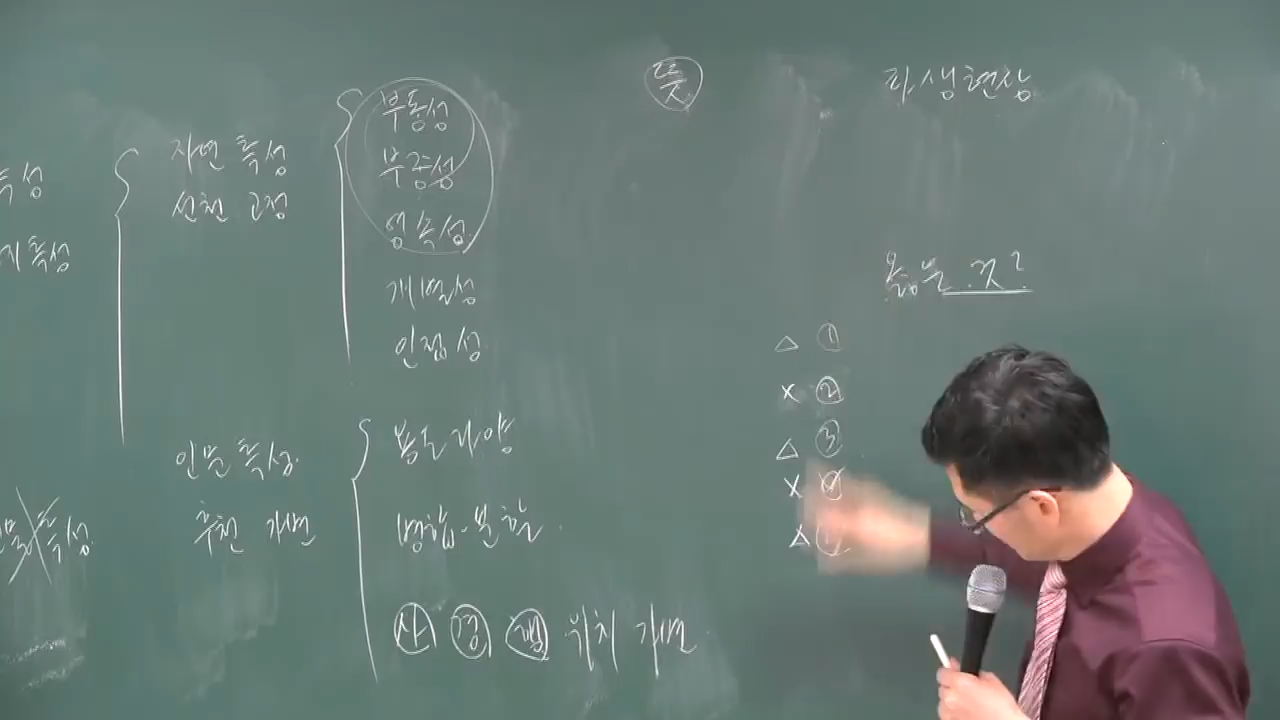 특성
지특성
물특성
자연 특성
선천 고정
인문 특성
후천 가변
부동성
부증성
영속성
개별성
인접성
용도 다양
병합·분할
사 경 행 위치 가변
뜻
파생현상
옳은 것?
△ ①
X ②
△ ③
X ④
△